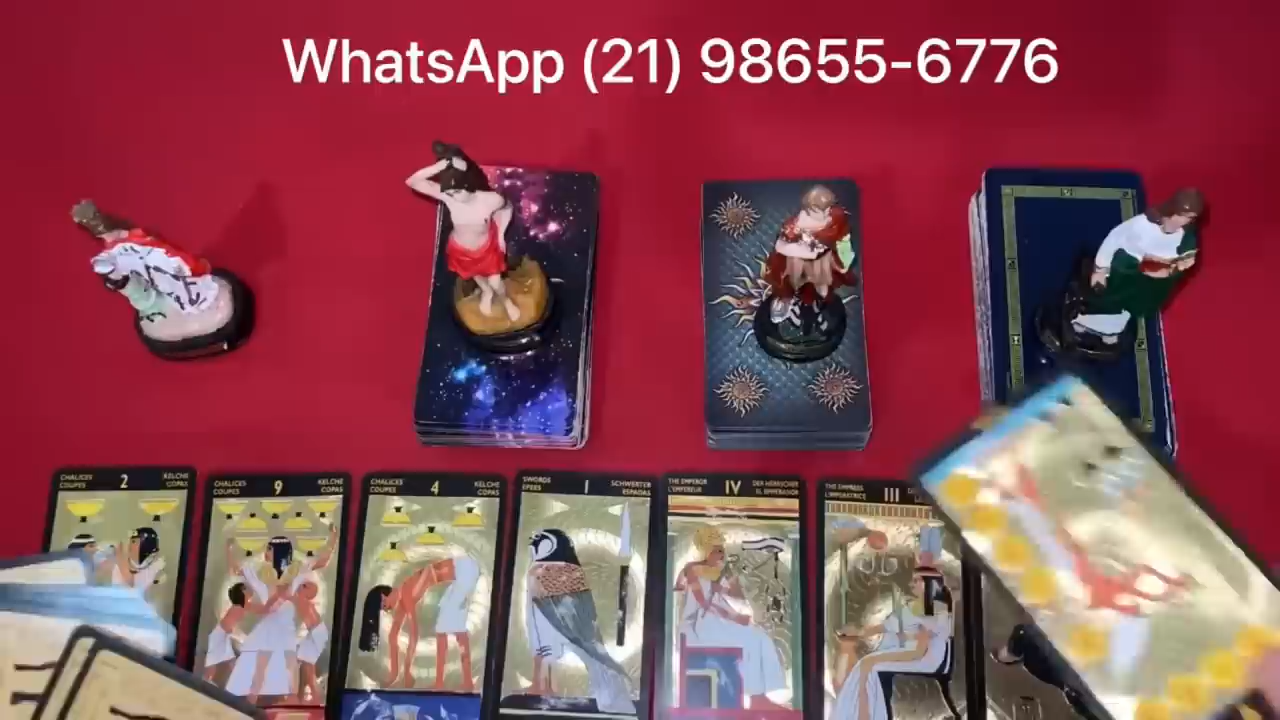 WhatsApp (21) 98655-6776
CHALICES 2 KELCHE
COUPES COPAS
CHALICES 9 KELCHE
COUPES COPAS
CHALICES 4 KELCHE
COUPES COPAS
SWORDS I SCHWERTER
EPEES ESPADAS
THE EMPEROR IV DER HERRSCHER
L'EMPEREUR EL EMPERADOR
THE EMPRESS III
L'IMPERATRICE